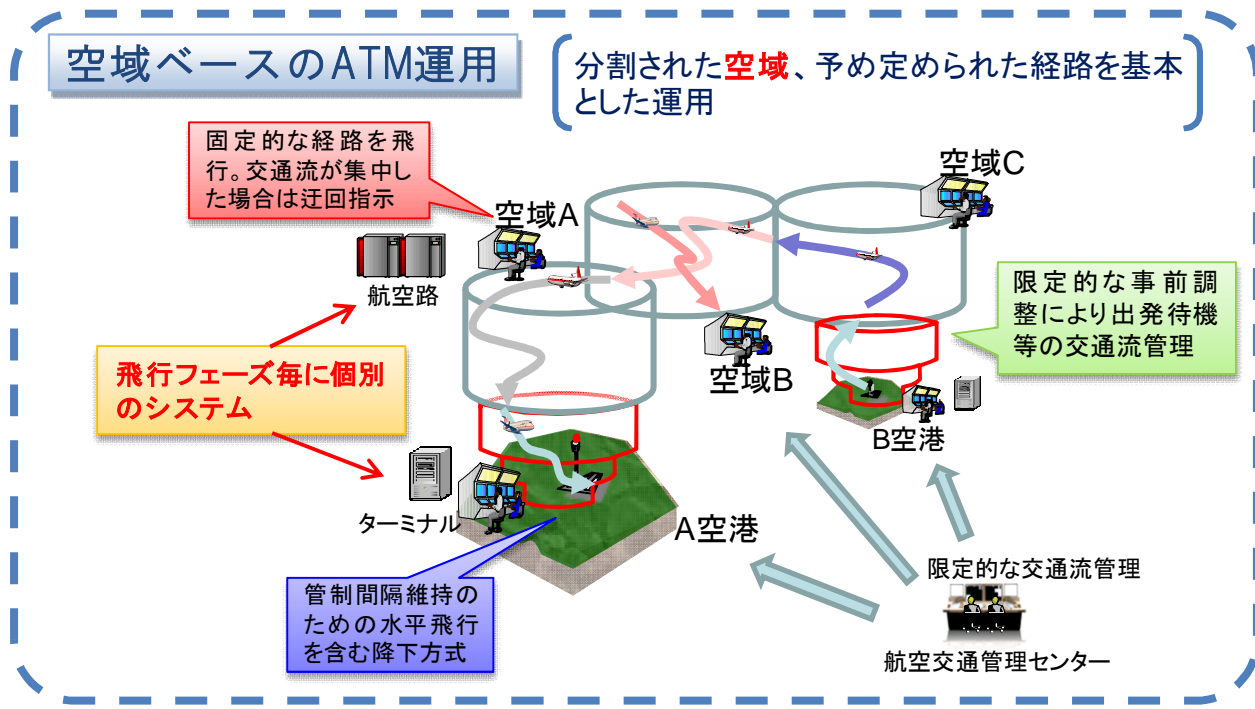 空域ベースのATM運用
分割された空域、予め定められた経路を基本
とした運用
固定的な経路を飛
行。交通流が集中し
た場合は迂回指示
空域A
空域C
航空路
限定的な事前調
整により出発待機
等の交通流管理
飛行フェーズ毎に個別
のシステム
空域B
B空港
ターミナル
A空港
管制間隔維持の
ための水平飛行
を含む降下方式
限定的な交通流管理
航空交通管理センター